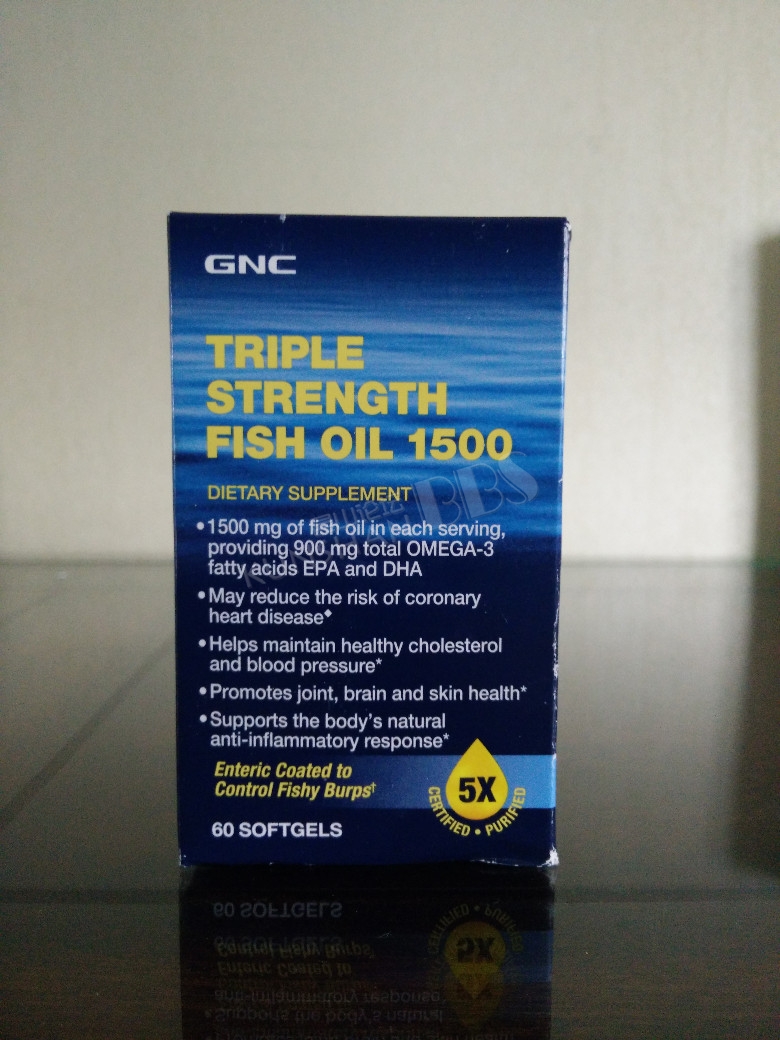 GNC
TRIPLE
STRENGTH
FISH OIL 1500
DIETARY SUPPLEMENT
•1500 mg of fish oil in each serving,
providing 900 mg total OMEGA-3
fatty acids EPA and DHA
•May reduce the risk of coronary
heart disease◆
•Helps maintain healthy cholesterol
and blood pressure*
•Promotes joint, brain and skin health*
•Supports the body's natural
anti-inflammatory response*
Enteric Coated to
Control Fishy Burps†
5X
CERTIFIED • PURIFIED
60 SOFTGELS
BBS